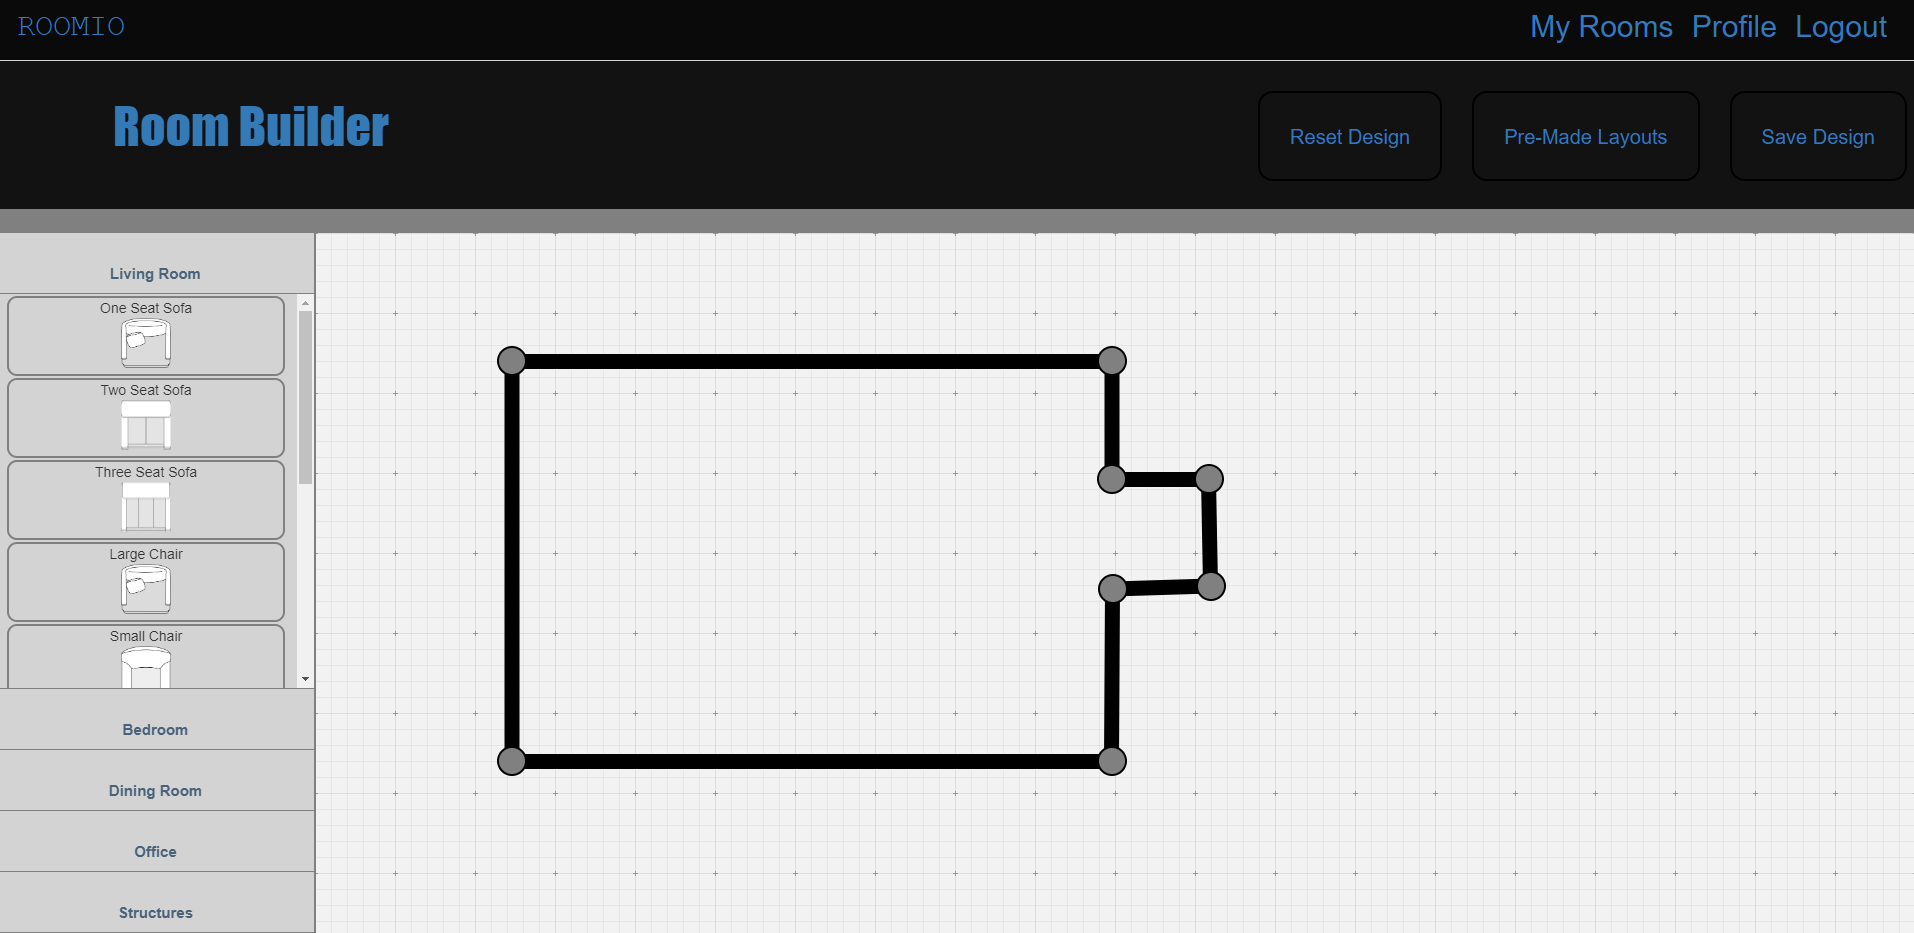 ROOMIO
My Rooms Profile Logout
Room Builder
Reset Design
Pre-Made Layouts
Save Design
Living Room
One Seat Sofa
Two Seat Sofa
Three Seat Sofa
Large Chair
Small Chair
Bedroom
Dining Room
Office
Structures